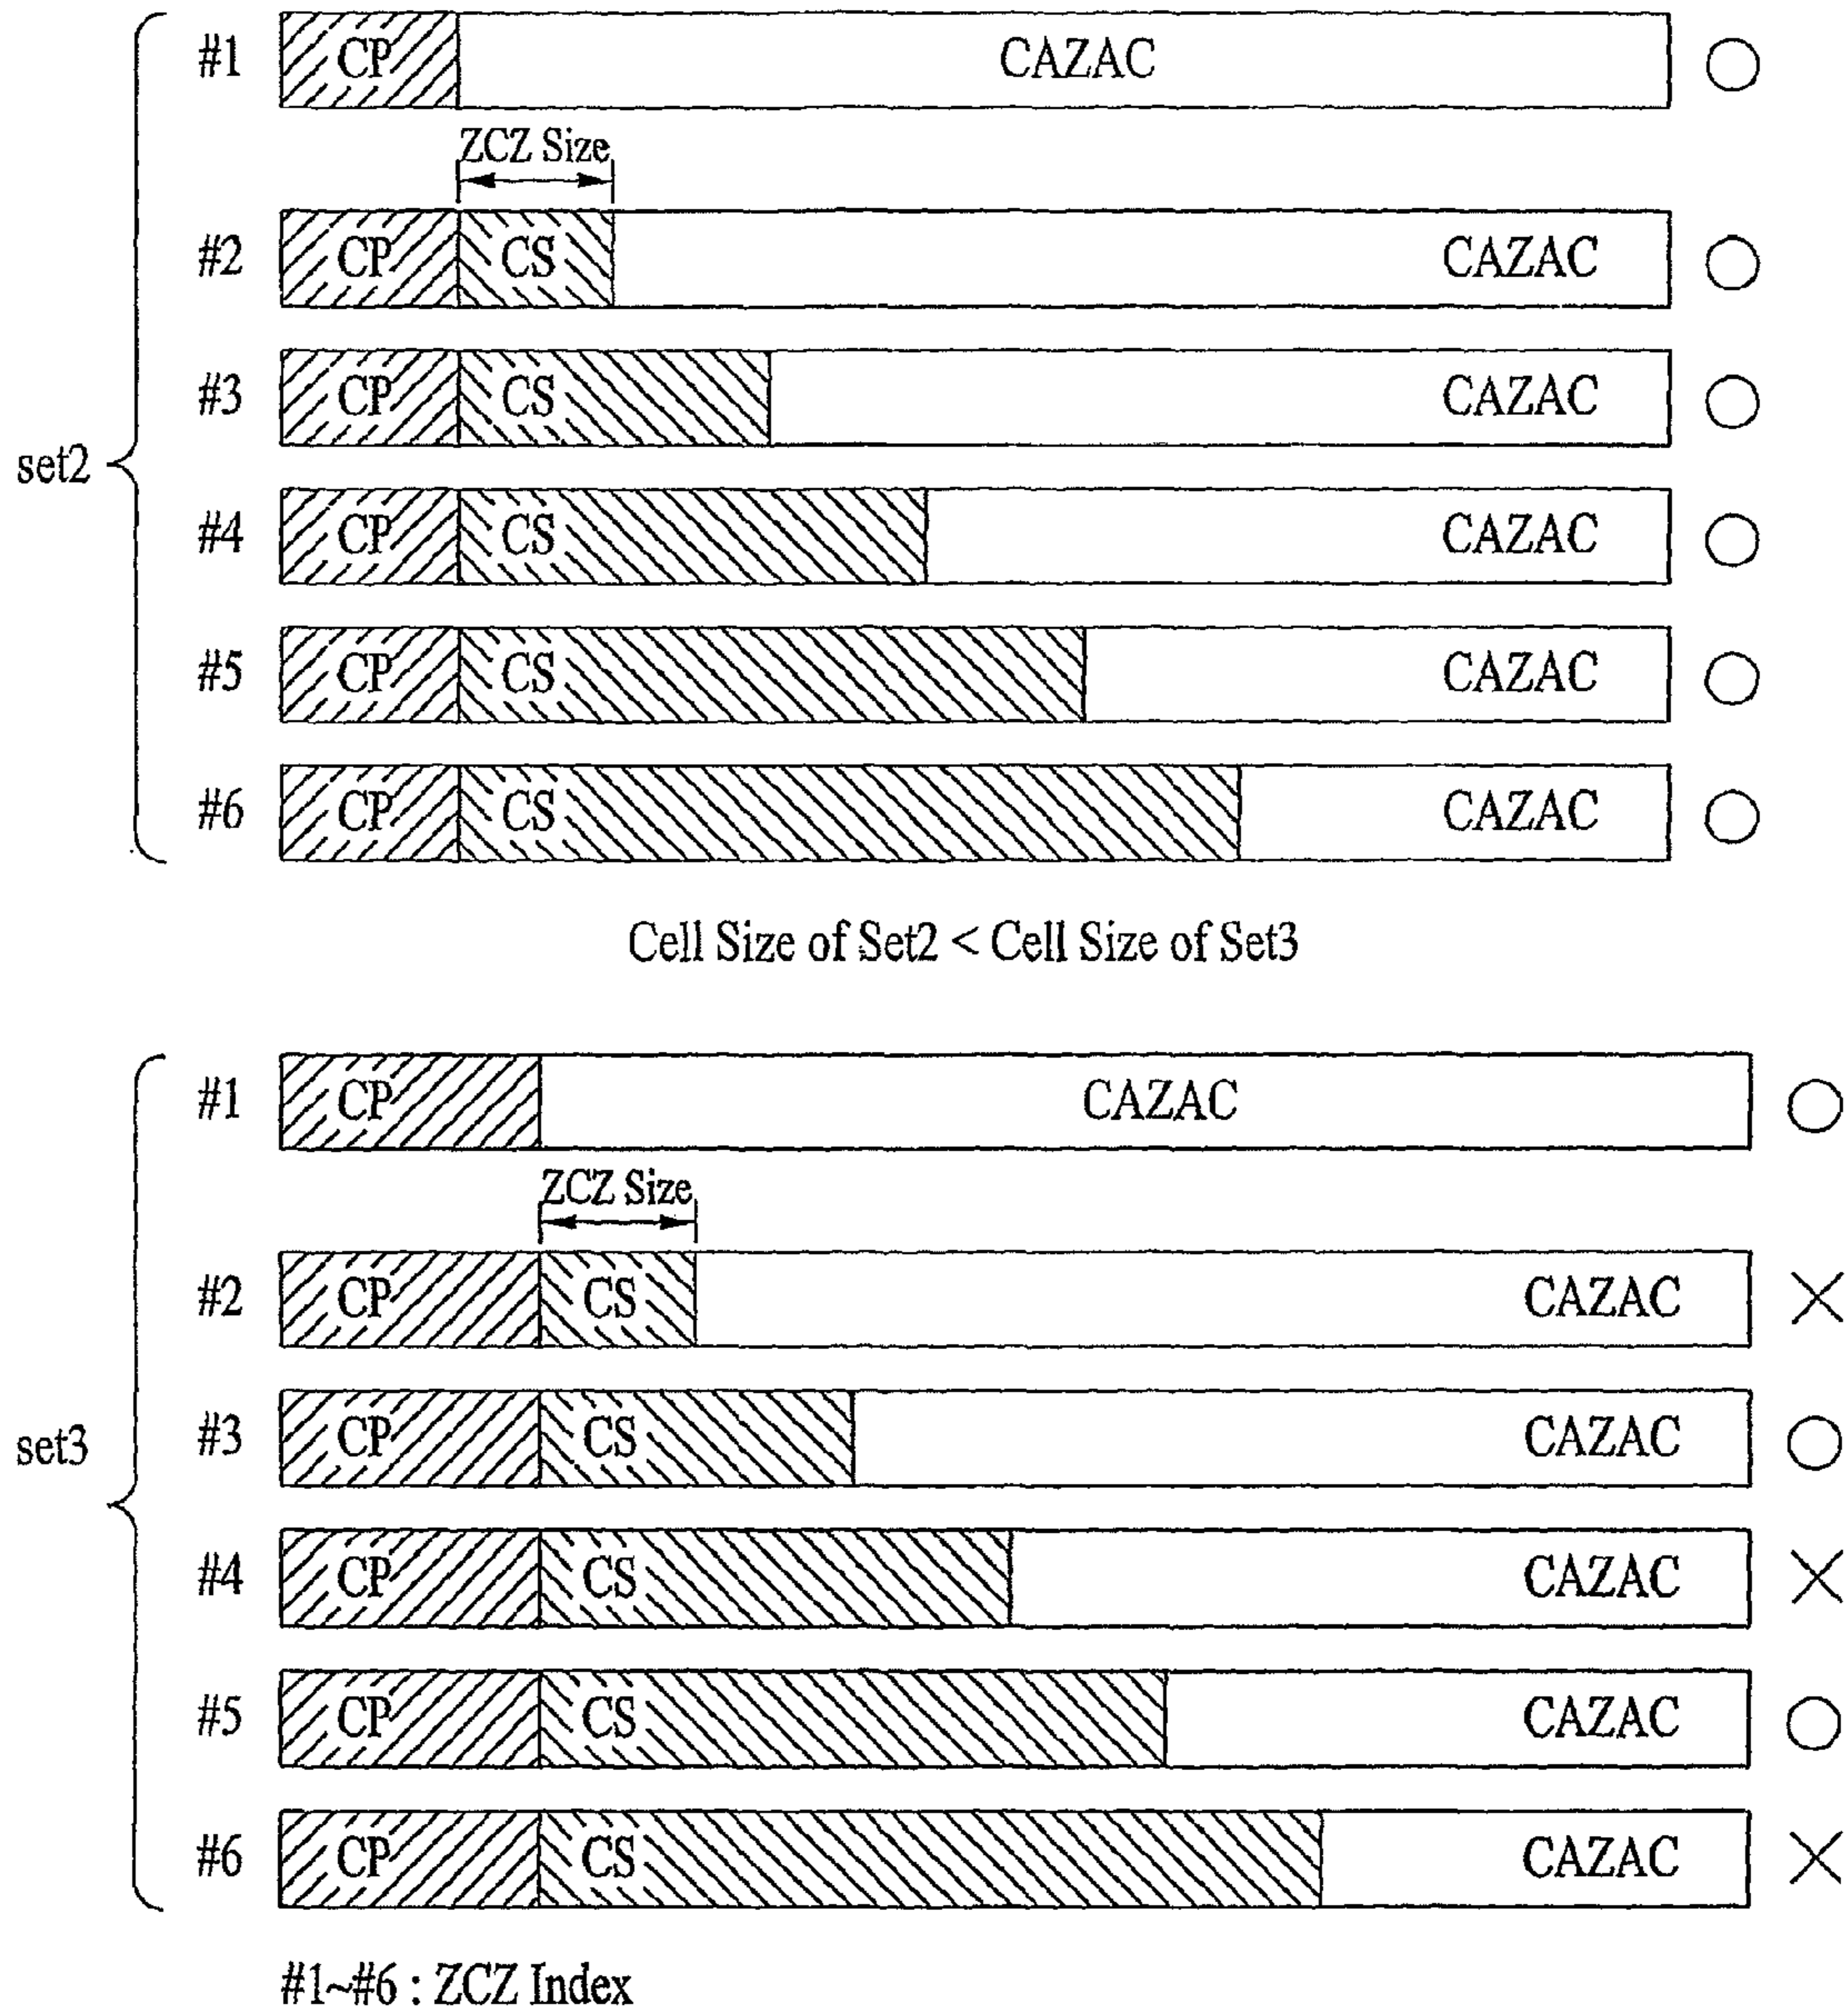 #1 CP CAZAC ○
ZCZ Size
#2 CP CS CAZAC ○
#3 CP CS CAZAC ○
set2
#4 CP CS CAZAC ○
#5 CP CS CAZAC ○
#6 CP CS CAZAC ○
Cell Size of Set2 < Cell Size of Set3
#1 CP CAZAC ○
ZCZ Size
#2 CP CS CAZAC ×
#3 CP CS CAZAC ○
set3
#4 CP CS CAZAC ×
#5 CP CS CAZAC ○
#6 CP CS CAZAC ×
#1~#6 : ZCZ Index